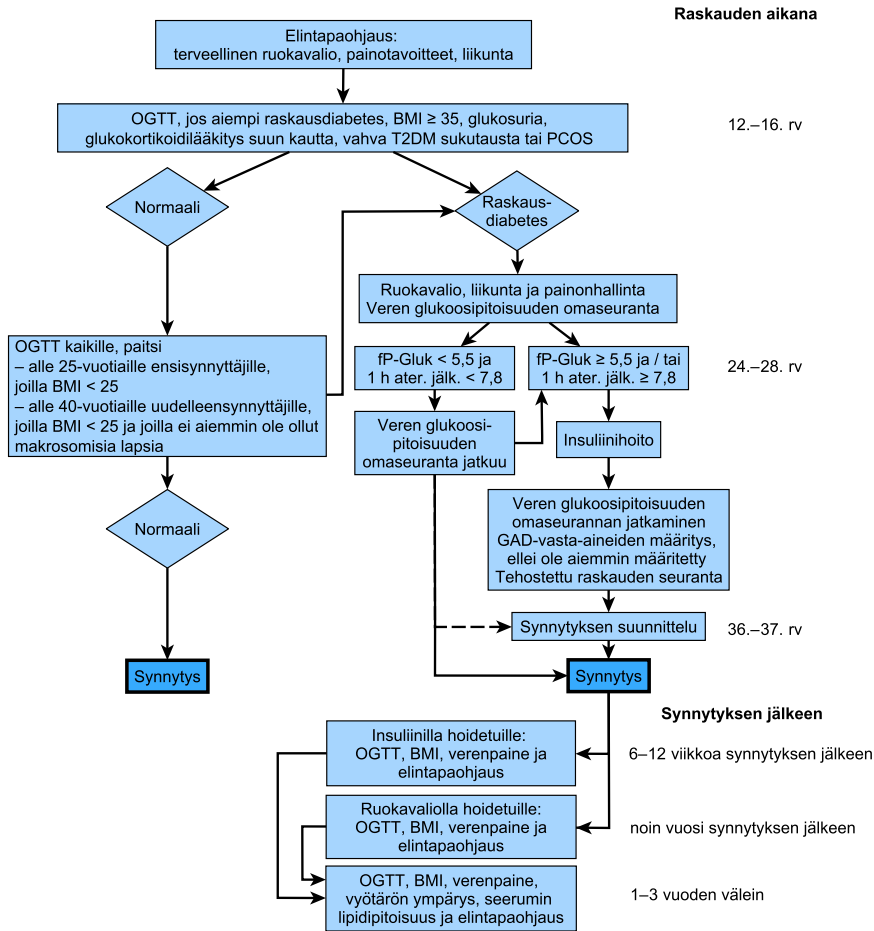 Raskauden aikana
Elintapaohjaus:
terveellinen ruokavalio, painotavoitteet, liikunta
OGTT, jos aiempi raskausdiabetes, BMI ≥ 35, glukosuria,
glukokortikoidilääkitys suun kautta, vahva T2DM sukutausta tai PCOS
12.–16. rv
Normaali
Raskaus-
diabetes
Ruokavalio, liikunta ja painonhallinta
Veren glukoosipitoisuuden omaseuranta
OGTT kaikille, paitsi
– alle 25-vuotiaille ensisynnyttäjille,
joilla BMI < 25
– alle 40-vuotiaille uudelleensynnyttäjille,
joilla BMI < 25 ja joilla ei aiemmin ole ollut
makrosomisia lapsia
fP-Gluk < 5,5 ja
1 h ater. jälk. < 7,8
fP-Gluk ≥ 5,5 ja / tai
1 h ater. jälk. ≥ 7,8
24.–28. rv
Veren glukoosi-
pitoisuuden
omaseuranta jatkuu
Insuliinihoito
Normaali
Veren glukoosipitoisuuden
omaseurannan jatkaminen
GAD-vasta-aineiden määritys,
ellei ole aiemmin määritetty
Tehostettu raskauden seuranta
Synnytyksen suunnittelu
36.–37. rv
Synnytys
Synnytys
Synnytyksen jälkeen
Insuliinilla hoidetuille:
OGTT, BMI, verenpaine ja
elintapaohjaus
6–12 viikkoa synnytyksen jälkeen
Ruokavaliolla hoidetuille:
OGTT, BMI, verenpaine ja
elintapaohjaus
noin vuosi synnytyksen jälkeen
OGTT, BMI, verenpaine,
vyötärön ympärys, seerumin
lipidipitoisuus ja elintapaohjaus
1–3 vuoden välein